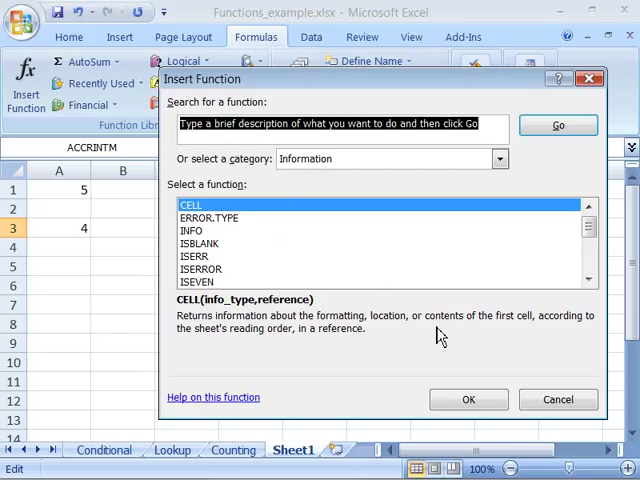 Functions_example.xlsx - Microsoft Excel
Home Insert Page Layout Formulas Data Review View Add-Ins
fx
Insert Function
Σ AutoSum
Recently Used
Financial
Logical
Define Name
Function Lib
Insert Function
Search for a function:
Type a brief description of what you want to do and then click Go
Go
Or select a category: Information
Select a function:
CELL
ERROR.TYPE
INFO
ISBLANK
ISERR
ISERROR
ISEVEN
CELL(info_type,reference)
Returns information about the formatting, location, or contents of the first cell, according to
the sheet's reading order, in a reference.
Help on this function
OK Cancel
ACCRINTM
A B
1 5
2
3 4
4
5
6
7
8
9
10
11
12
13
14
Conditional Lookup Counting Sheet1
Edit 100%